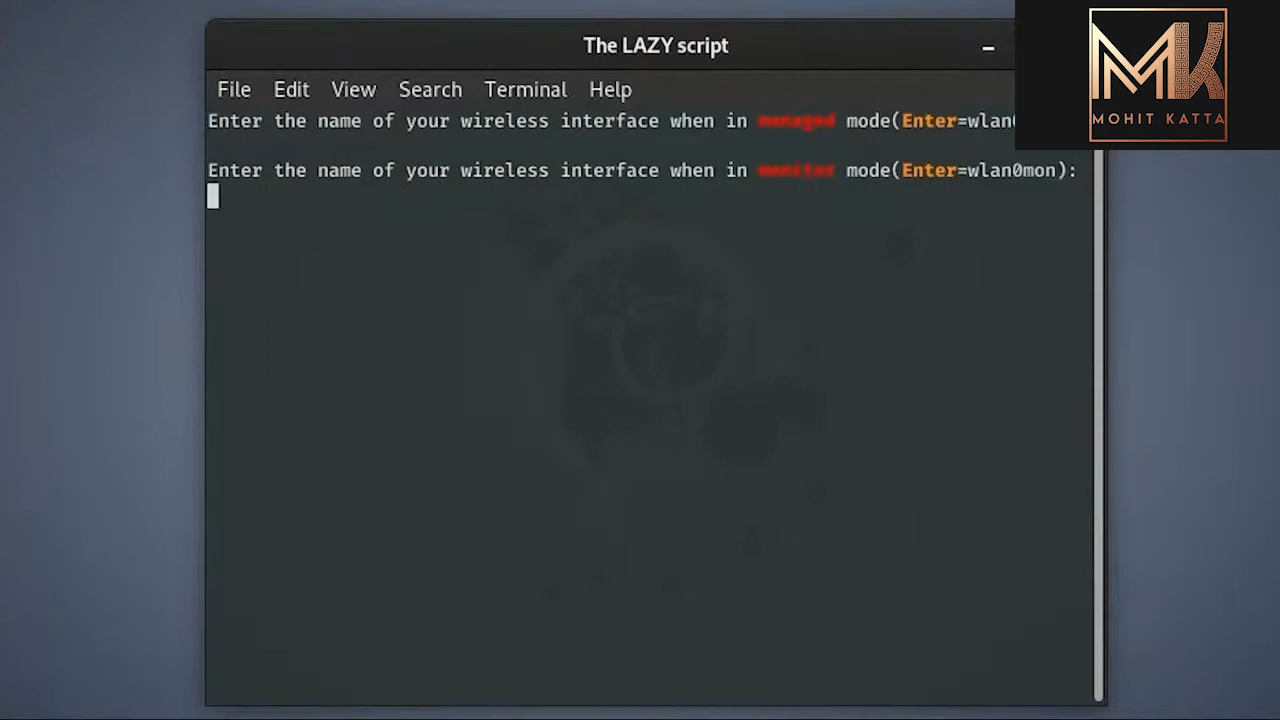 The LAZY script
File Edit View Search Terminal Help
Enter the name of your wireless interface when in managed mode(Enter=wlan
Enter the name of your wireless interface when in monitor mode(Enter=wlan0mon):
MK
MOHIT KATTA